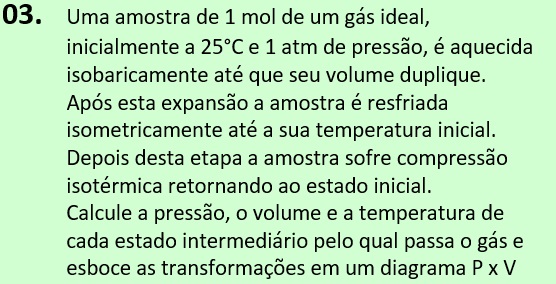 03. Uma amostra de 1 mol de um gás ideal,
inicialmente a 25°C e 1 atm de pressão, é aquecida
isobaricamente até que seu volume duplique.
Após esta expansão a amostra é resfriada
isometricamente até a sua temperatura inicial.
Depois desta etapa a amostra sofre compressão
isotérmica retornando ao estado inicial.
Calcule a pressão, o volume e a temperatura de
cada estado intermediário pelo qual passa o gás e
esboce as transformações em um diagrama P x V